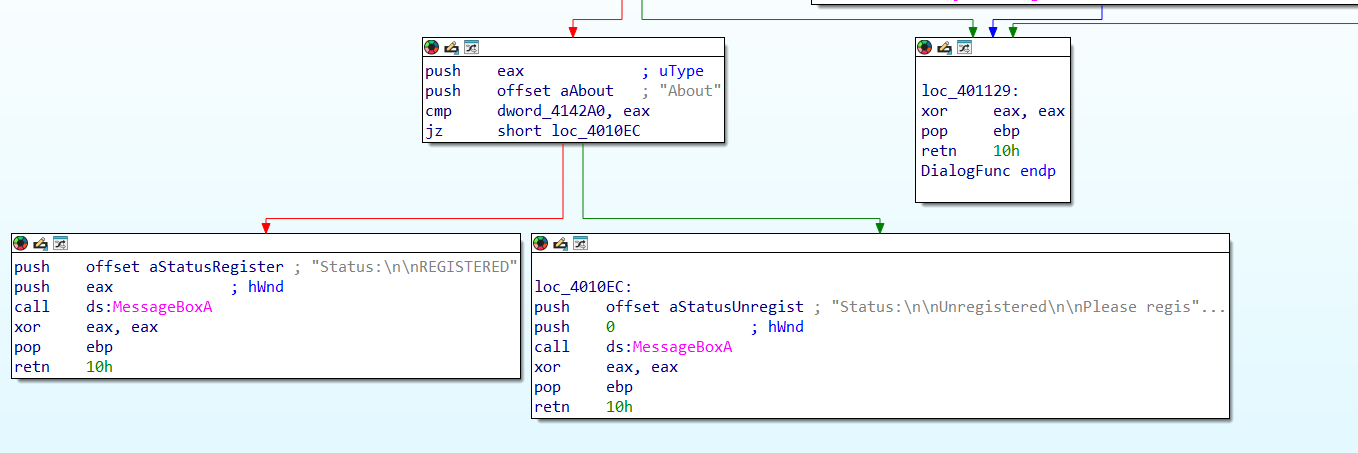 push    eax             ; uType
push    offset aAbout   ; "About"
cmp     dword_4142A0, eax
jz      short loc_4010EC
loc_401129:
xor     eax, eax
pop     ebp
retn    10h
DialogFunc endp
push    offset aStatusRegister ; "Status:\n\nREGISTERED"
push    eax             ; hWnd
call    ds:MessageBoxA
xor     eax, eax
pop     ebp
retn    10h
loc_4010EC:
push    offset aStatusUnregist ; "Status:\n\nUnregistered\n\nPlease regis"...
push    0               ; hWnd
call    ds:MessageBoxA
xor     eax, eax
pop     ebp
retn    10h